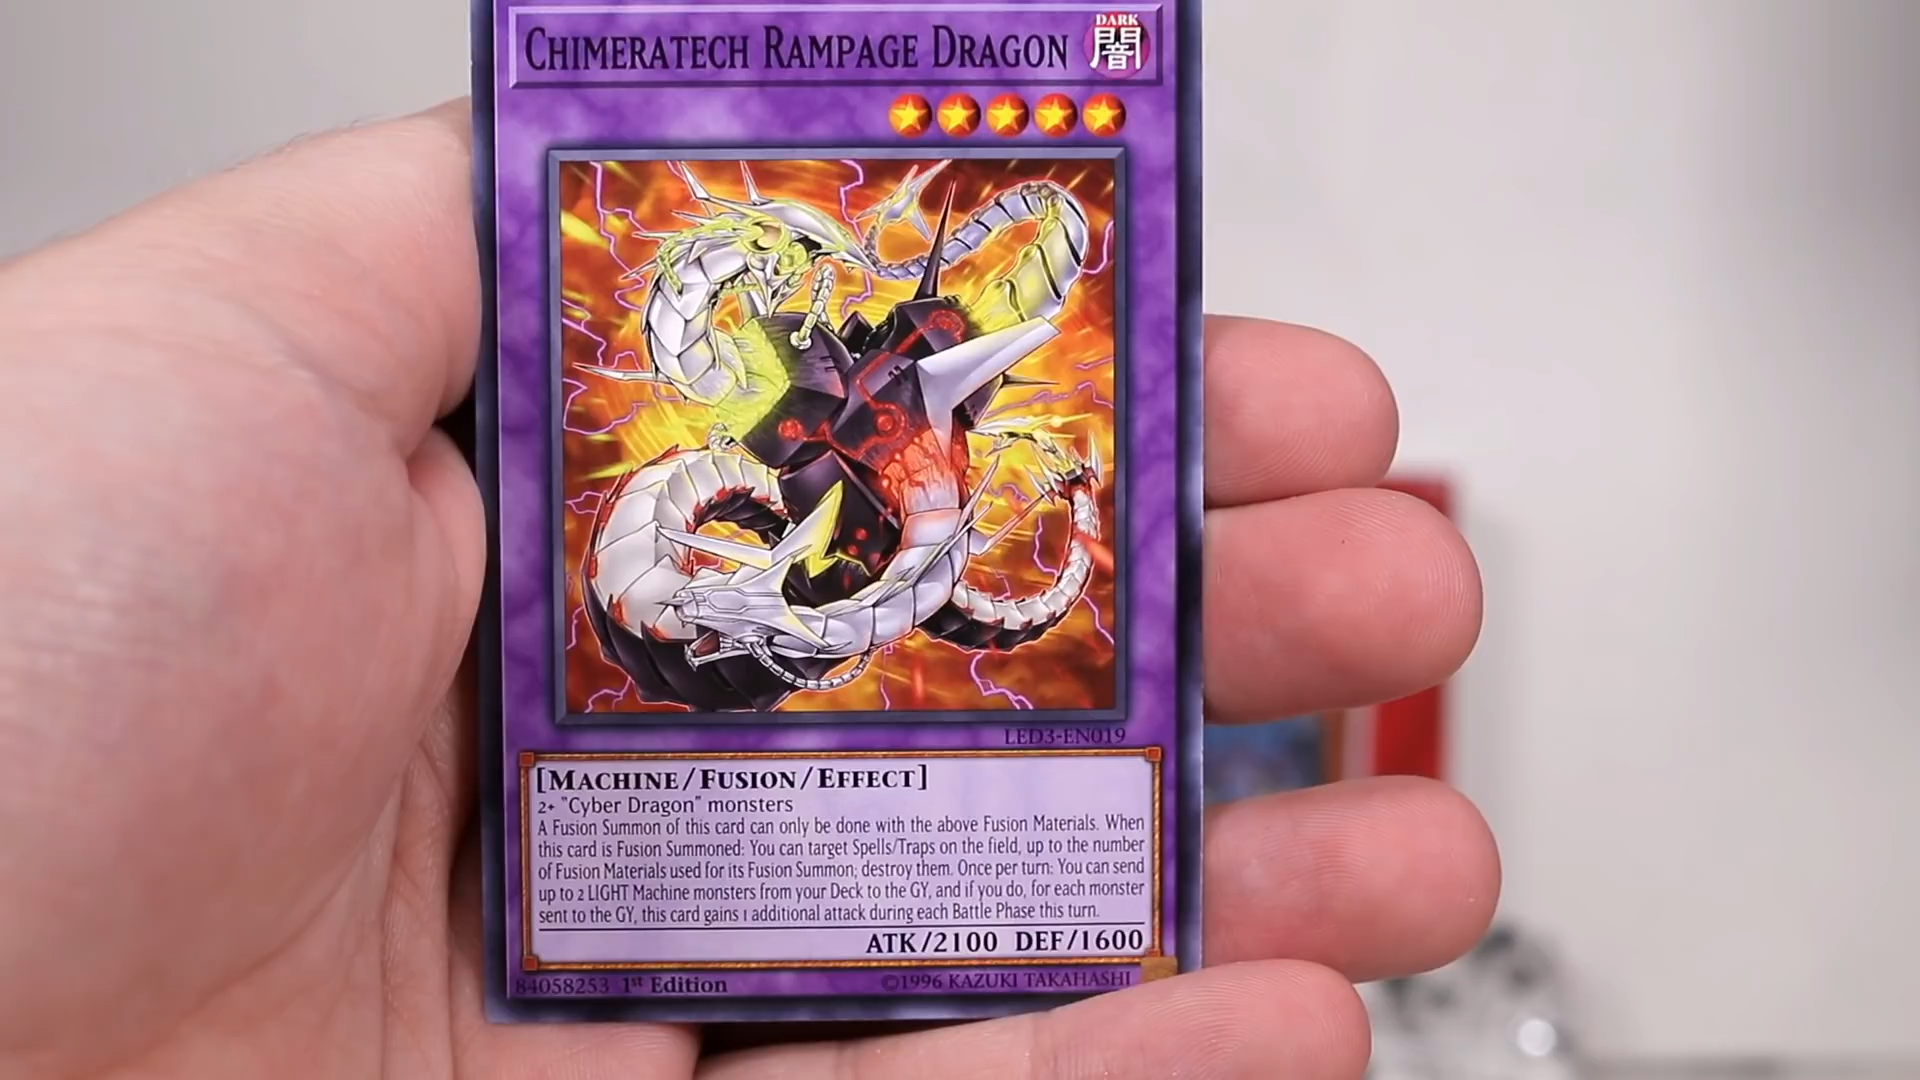 CHIMERATECH RAMPAGE DRAGON
DARK
闇
LED3-EN019
[MACHINE/FUSION/EFFECT]
2+ "Cyber Dragon" monsters
A Fusion Summon of this card can only be done with the above Fusion Materials. When
this card is Fusion Summoned: You can target Spells/Traps on the field, up to the number
of Fusion Materials used for its Fusion Summon; destroy them. Once per turn: You can send
up to 2 LIGHT Machine monsters from your Deck to the GY, and if you do, for each monster
sent to the GY, this card gains 1 additional attack during each Battle Phase this turn.
ATK/2100 DEF/1600
84058253 1st Edition
©1996 KAZUKI TAKAHASHI